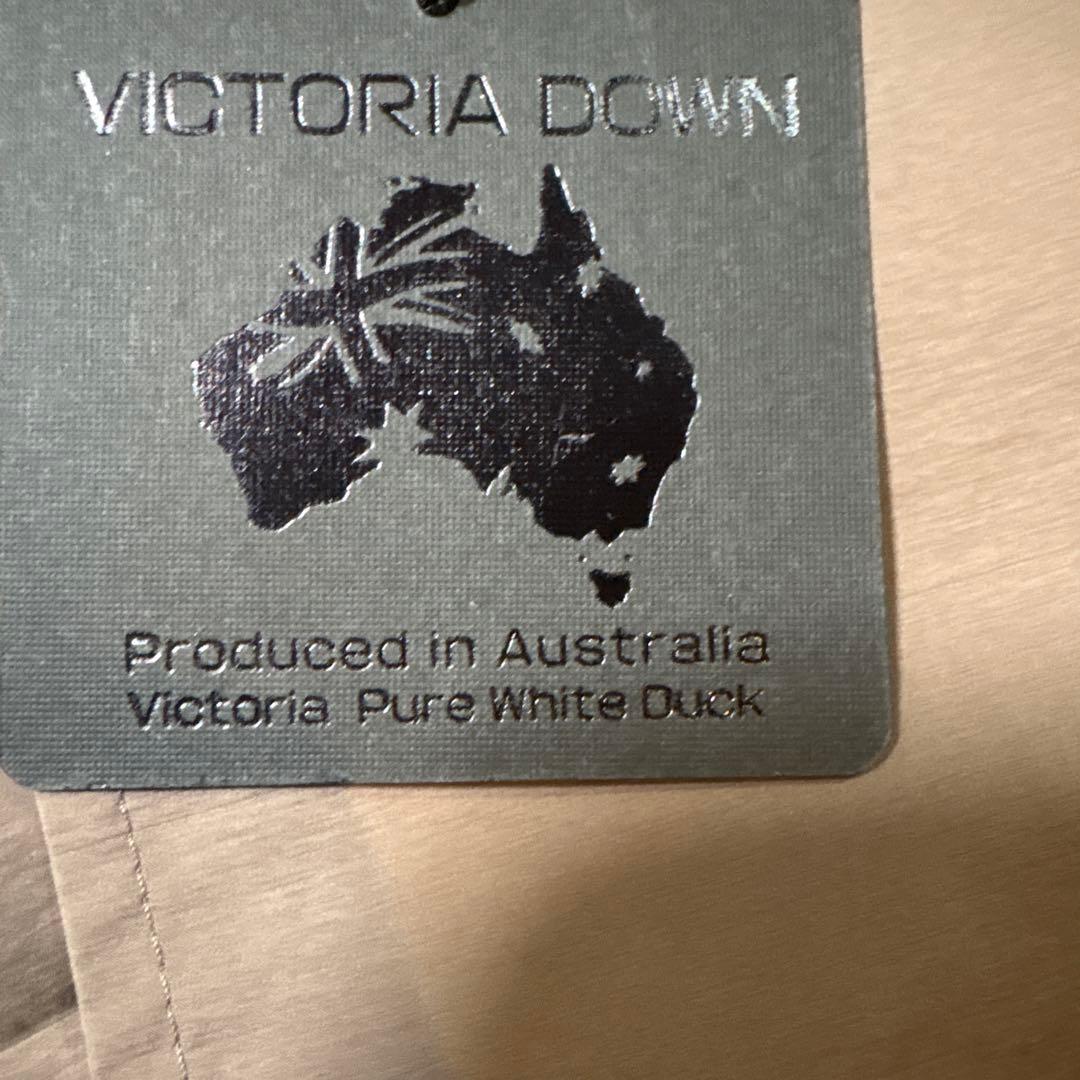 VICTORIA DOWN
Produced in Australia
Victoria Pure White Duck